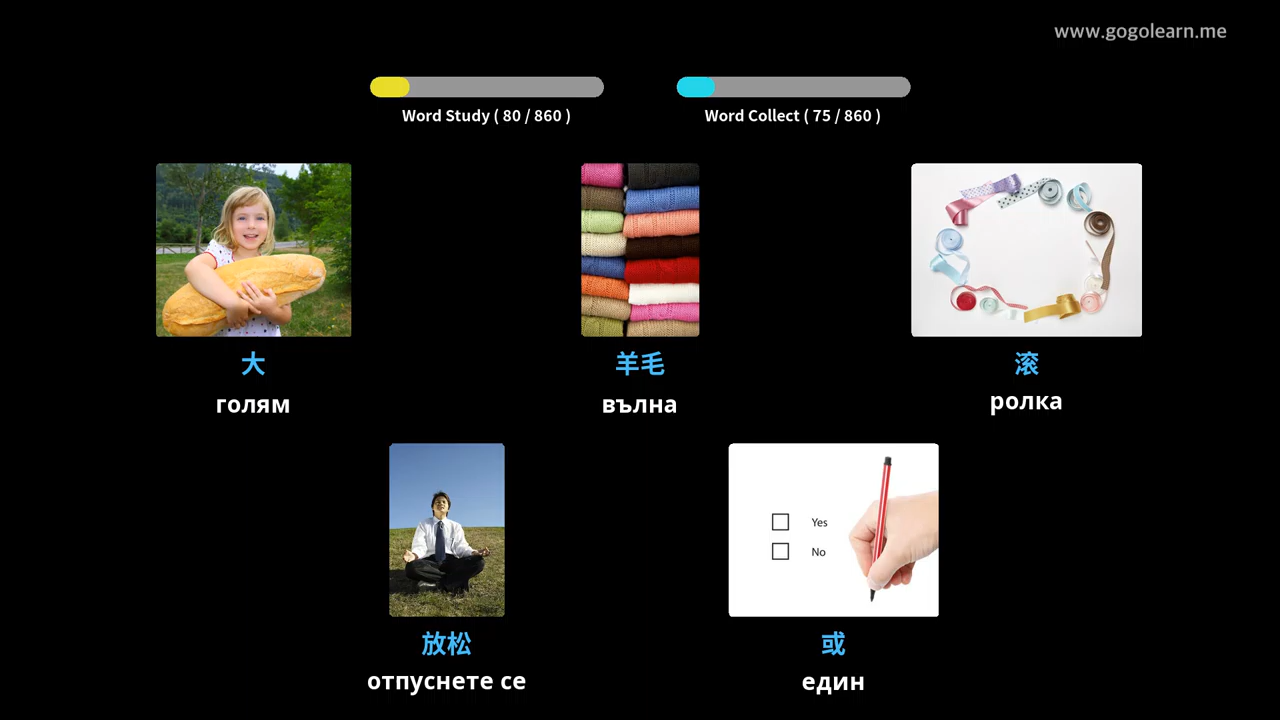 www.gogolearn.me
Word Study ( 80 / 860 )
Word Collect ( 75 / 860 )
大
羊毛
滚
голям
вълна
ролка
Yes
No
放松
或
отпуснете се
един